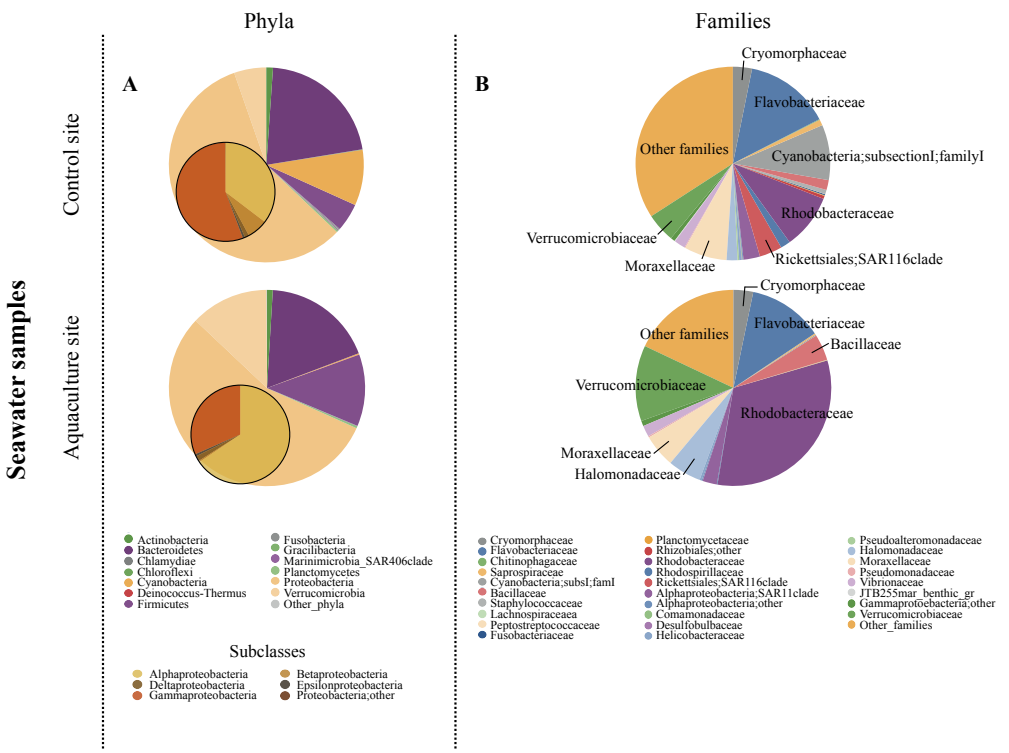 Phyla
Families
A
B
Seawater samples
Control site
Cryomorphaceae
Flavobacteriaceae
Cyanobacteria;subsectionI;familyI
Other families
Rhodobacteraceae
Verrucomicrobiaceae
Rickettsiales;SAR116clade
Moraxellaceae
Aquaculture site
Cryomorphaceae
Flavobacteriaceae
Other families
Bacillaceae
Verrucomicrobiaceae
Rhodobacteraceae
Moraxellaceae
Halomonadaceae
Actinobacteria
Bacteroidetes
Chlamydiae
Chloroflexi
Cyanobacteria
Deinococcus-Thermus
Firmicutes
Fusobacteria
Gracilibacteria
Marinimicrobia_SAR406clade
Planctomycetes
Proteobacteria
Verrucomicrobia
Other_phyla
Subclasses
Alphaproteobacteria
Deltaproteobacteria
Gammaproteobacteria
Betaproteobacteria
Epsilonproteobacteria
Proteobacteria;other
Cryomorphaceae
Flavobacteriaceae
Chitinophagaceae
Saprospiraceae
Cyanobacteria;subsI;famI
Bacillaceae
Staphylococcaceae
Lachnospiraceaea
Peptostreptococcaceae
Fusobacteriaceae
Planctomycetaceae
Rhizobiales;other
Rhodobacteraceae
Rhodospirillaceae
Rickettsiales;SAR116clade
Alphaproteobacteria;SAR11clade
Alphaproteobacteria;other
Comamonadaceae
Desulfobulbaceae
Helicobacteraceae
Pseudoalteromonadaceae
Halomonadaceae
Moraxellaceae
Pseudomonadaceae
Vibrionaceae
JTB255mar_benthic_gr
Gammaprotoebacteria;other
Verrucomicrobiaceae
Other_families